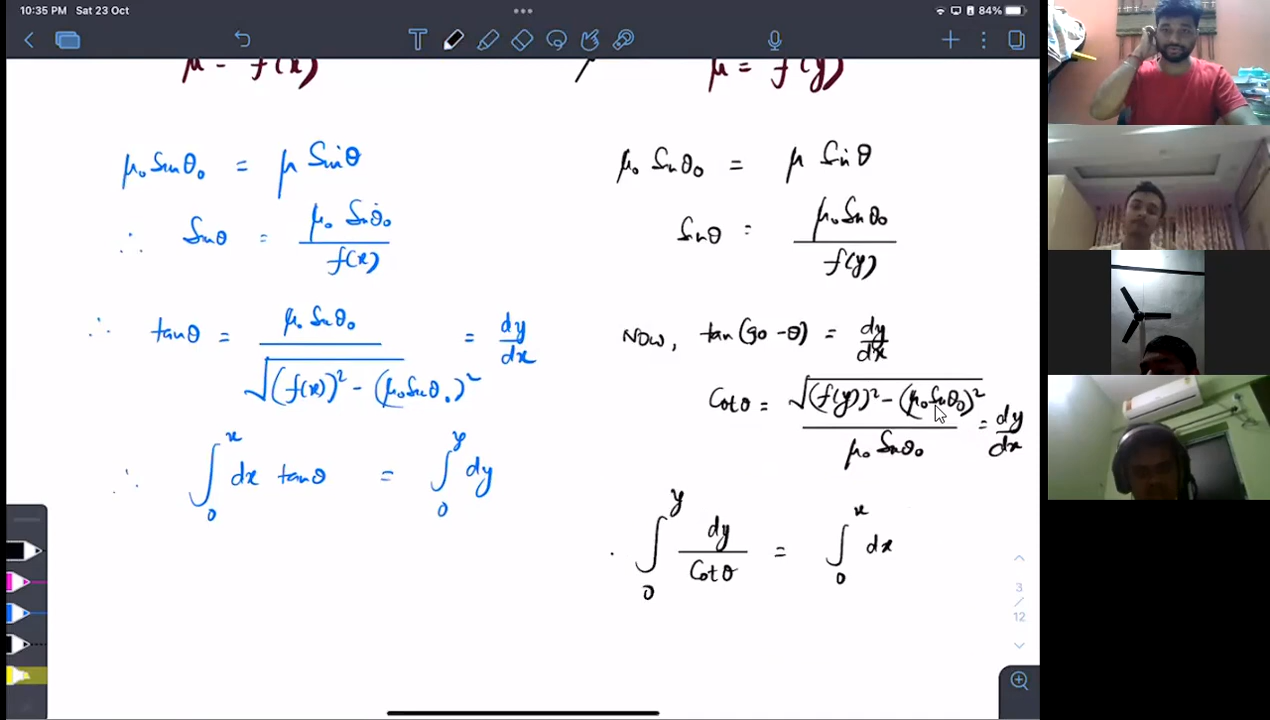 10:35 PM Sat 23 Oct
84%
μ = f(x)
μ₀ Sinθ₀ = μ Sinθ
∴ Sinθ = μ₀ Sinθ₀ / f(x)
∴ tanθ = μ₀ Sinθ₀ / √((f(x))² - (μ₀Sinθ₀)²) = dy/dx
∴ ∫₀ˣ dx tanθ = ∫₀ʸ dy
μ = f(y)
μ₀ Sinθ₀ = μ Sinθ
Sinθ = μ₀ Sinθ₀ / f(y)
Now, tan(90 - θ) = dy/dx
Cotθ = √((f(y))² - (μ₀Sinθ₀)²) / μ₀ Sinθ₀ = dy/dx
∫₀ʸ dy / Cotθ = ∫₀ˣ dx
3 / 12